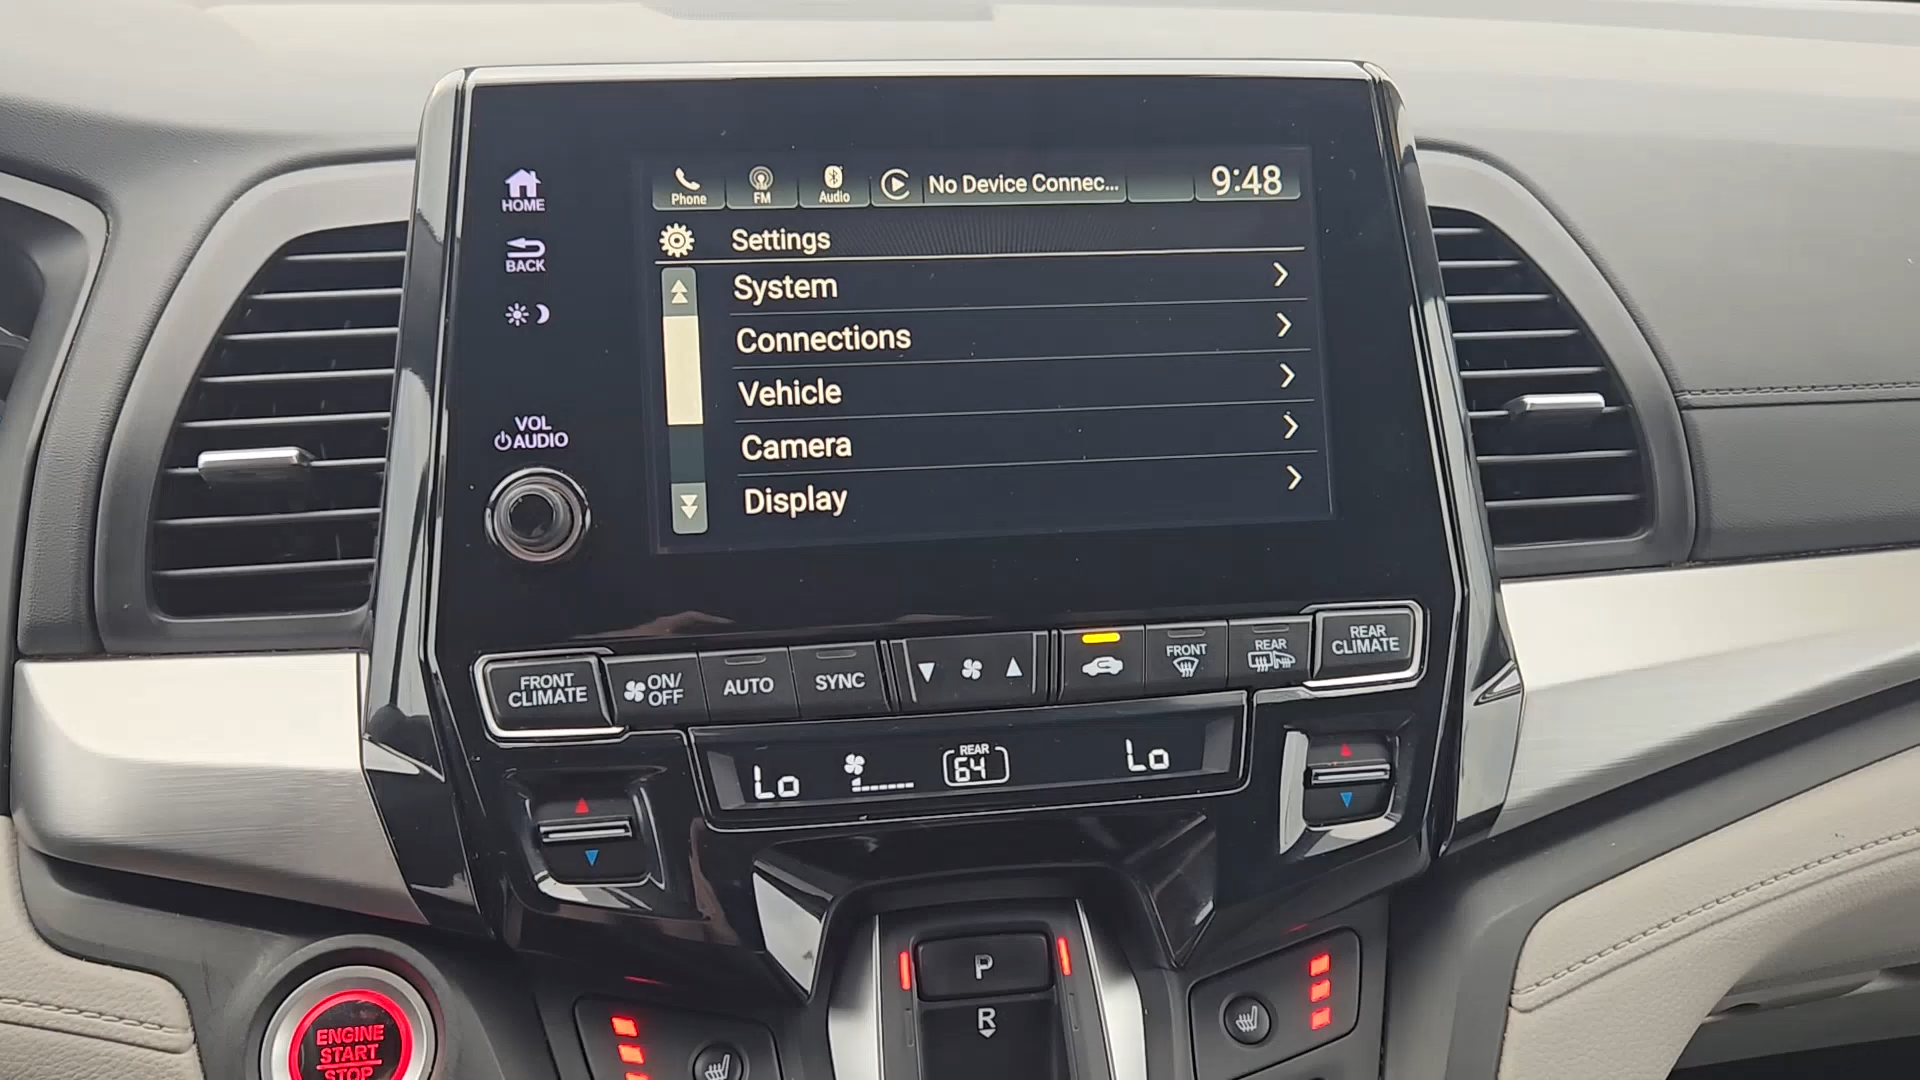 HOME
BACK
VOL
AUDIO
Phone
FM
Audio
No Device Connec...
9:48
Settings
System
Connections
Vehicle
Camera
Display
FRONT
CLIMATE
ON/
OFF
AUTO
SYNC
FRONT
REAR
REAR
CLIMATE
Lo
REAR
64
Lo
P
R
ENGINE
START
STOP